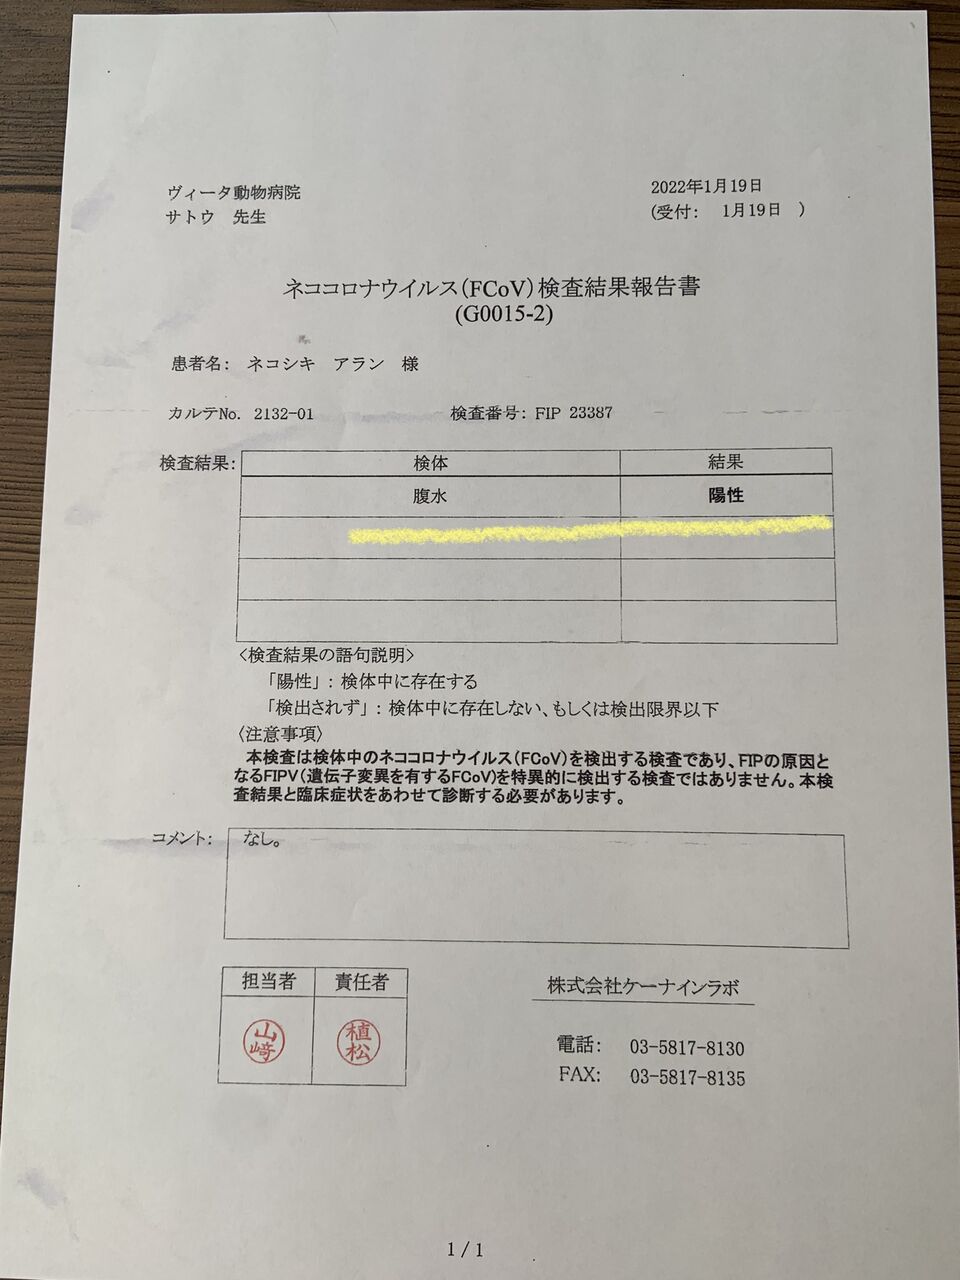 ヴィータ動物病院
サトウ 先生
2022年1月19日
(受付: 1月19日 )
ネココロナウイルス(FCoV)検査結果報告書
(G0015-2)
患者名: ネコシキ アラン 様
カルテNo. 2132-01 検査番号: FIP 23387
検査結果: 検体 結果
腹水 陽性
〈検査結果の語句説明〉
「陽性」: 検体中に存在する
「検出されず」: 検体中に存在しない、もしくは検出限界以下
〈注意事項〉
本検査は検体中のネココロナウイルス(FCoV)を検出する検査であり、FIPの原因と
なるFIPV(遺伝子変異を有するFCoV)を特異的に検出する検査ではありません。本検
査結果と臨床症状をあわせて診断する必要があります。
コメント: なし。
担当者 責任者
山﨑 植松
株式会社ケーナインラボ
電話: 03-5817-8130
FAX: 03-5817-8135
1 / 1